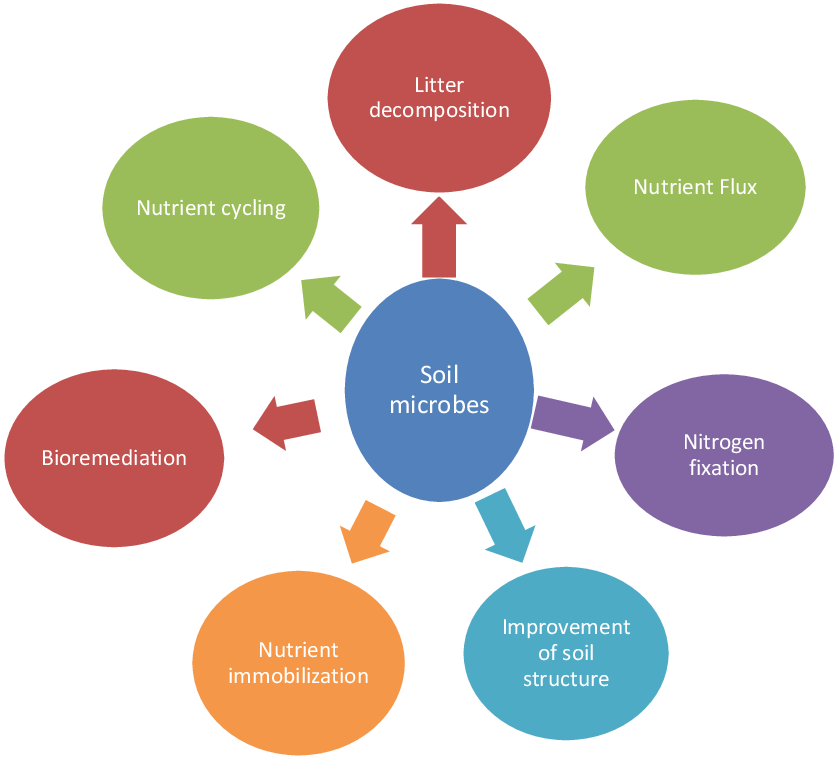 Litter
decomposition
Nutrient Flux
Nutrient cycling
Soil
microbes
Nitrogen
fixation
Bioremediation
Improvement
of soil
structure
Nutrient
immobilization